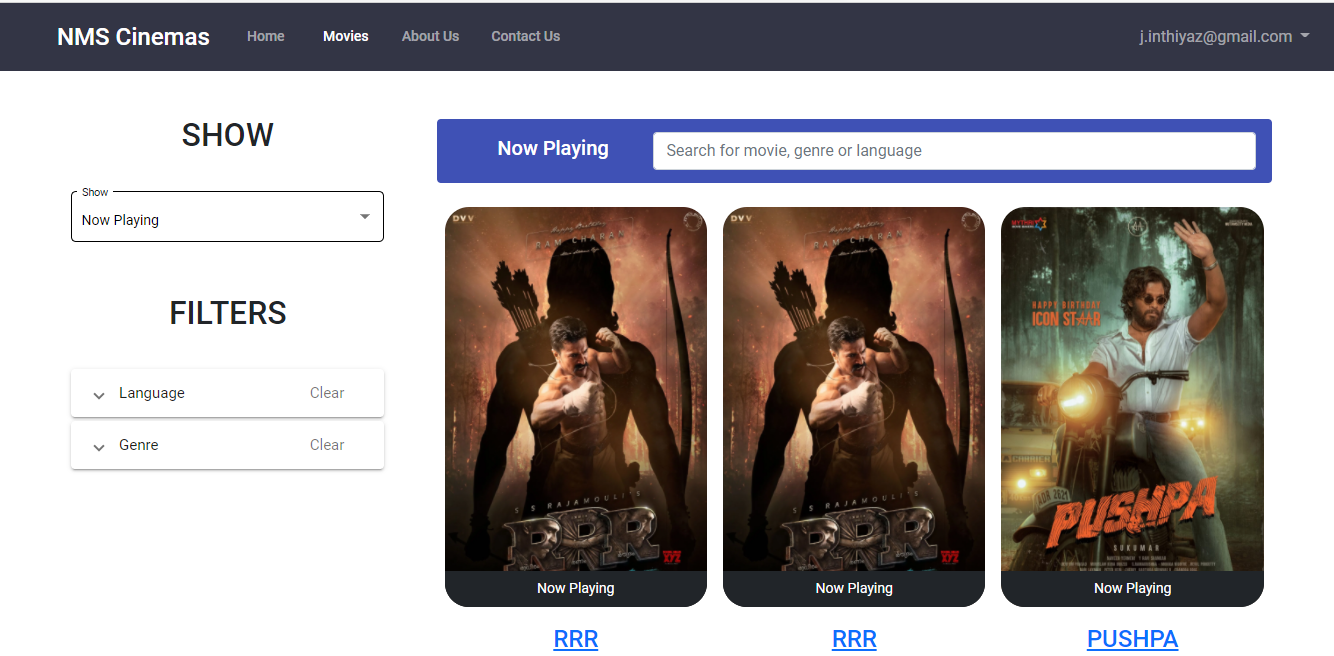 NMS Cinemas
Home
Movies
About Us
Contact Us
j.inthiyaz@gmail.com
SHOW
Show
Now Playing
FILTERS
Language
Clear
Genre
Clear
Now Playing
Search for movie, genre or language
DVV
RAM CHARAN
S S RAJAMOULI'S
RRR
Now Playing
RRR
DVV
RAM CHARAN
S S RAJAMOULI'S
RRR
Now Playing
RRR
HAPPY BIRTHDAY
ICON STAAR
PUSHPA
SUKUMAR
Now Playing
PUSHPA